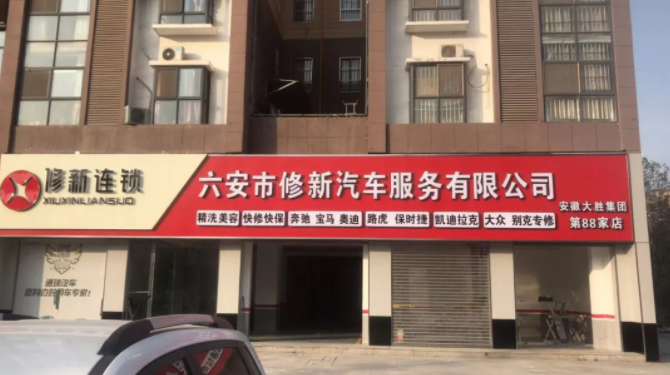 修新连锁
XIUXINLIANSUO
六安市修新汽车服务有限公司
精洗美容 快修快保 奔驰 宝马 奥迪 路虎 保时捷 凯迪拉克 大众 别克专修
安徽大胜集团
第88家店